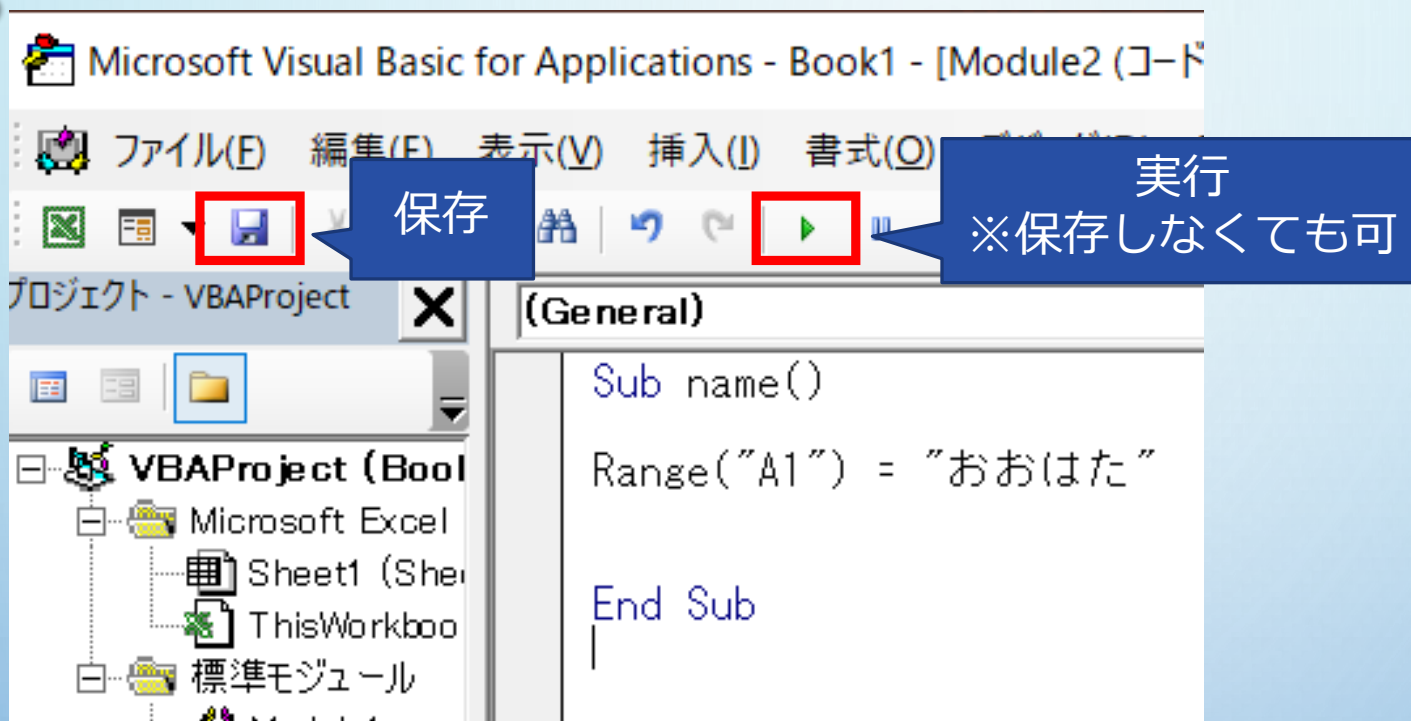 Microsoft Visual Basic for Applications - Book1 - [Module2 (コード
ファイル(F) 編集(E) 表示(V) 挿入(I) 書式(O)
保存
実行
※保存しなくても可
プロジェクト - VBAProject
(General)
Sub name()
Range("A1") = "おおはた"
End Sub
VBAProject (Book
Microsoft Excel
Sheet1 (Shee
ThisWorkboo
標準モジュール